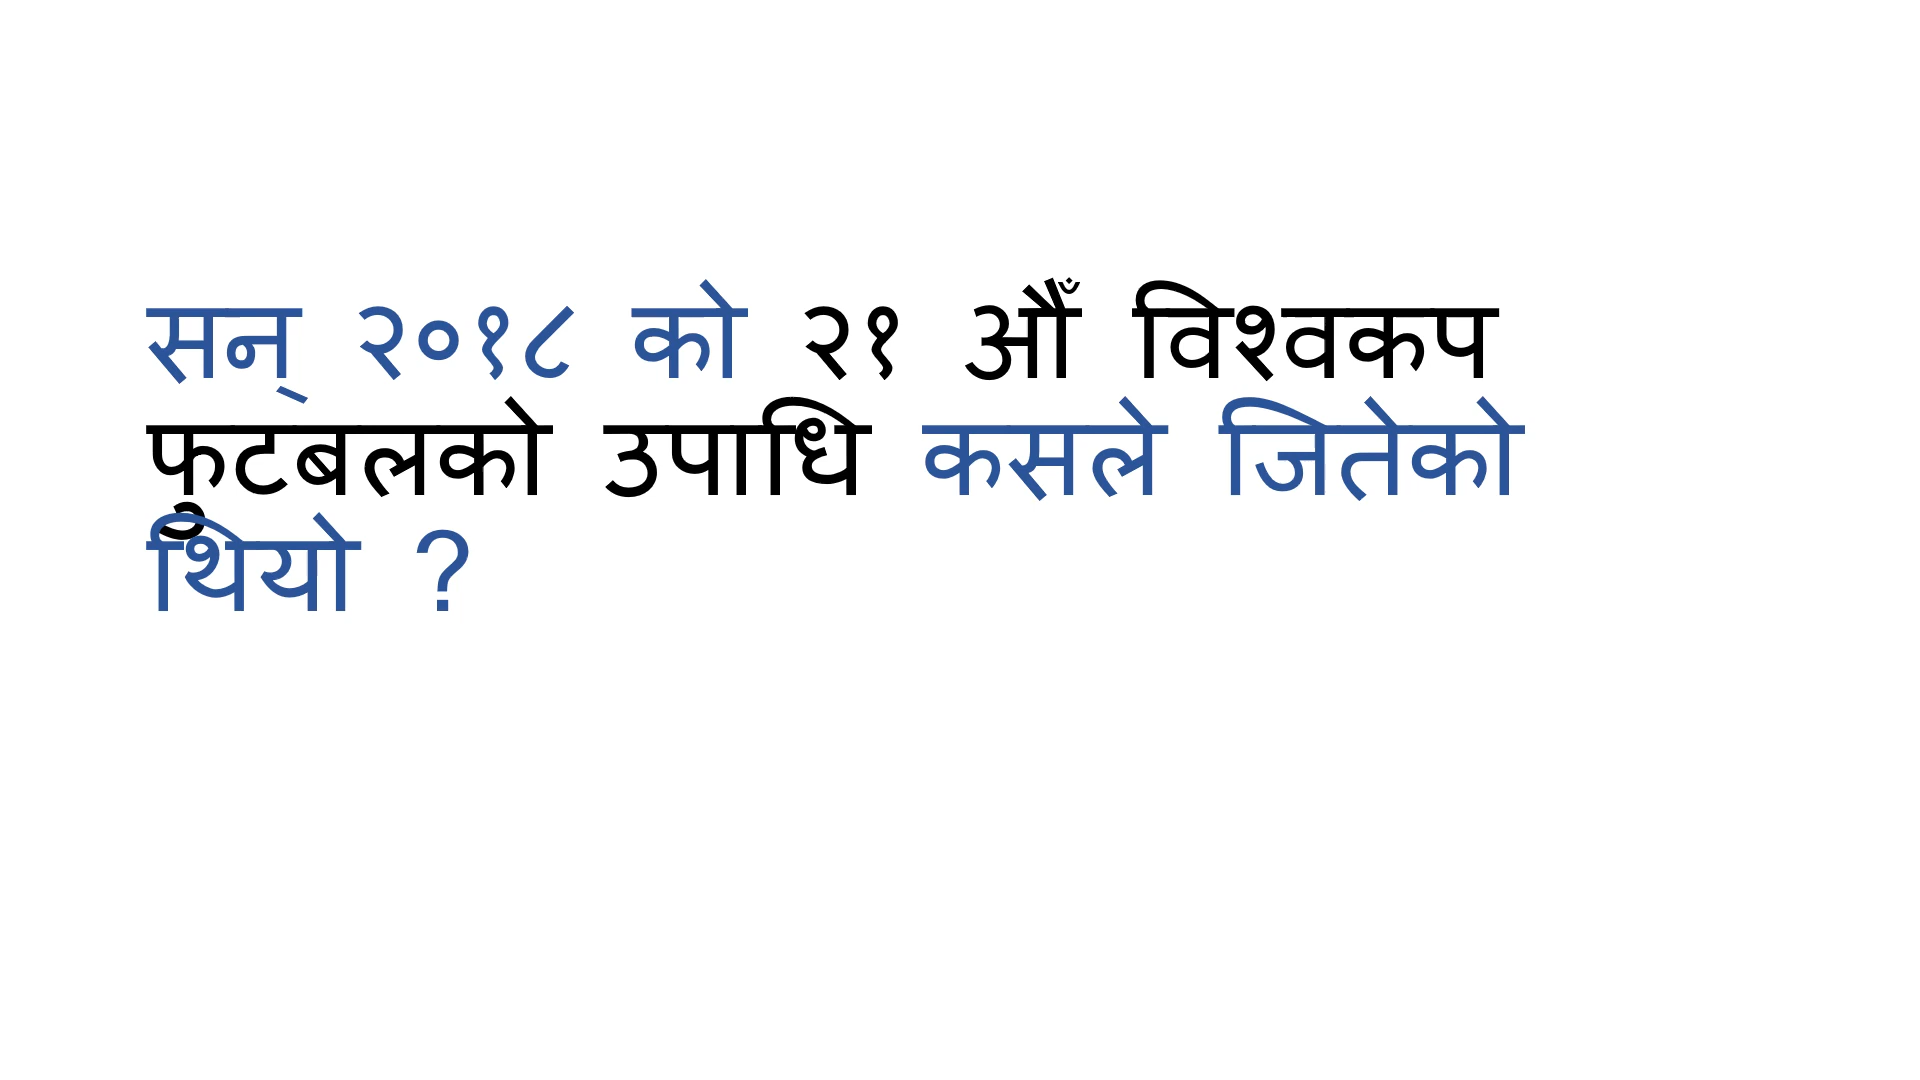 सन् २०१८ को २१ औँ विश्वकप
फुटबलको उपाधि कसले जितेको
थियो ?